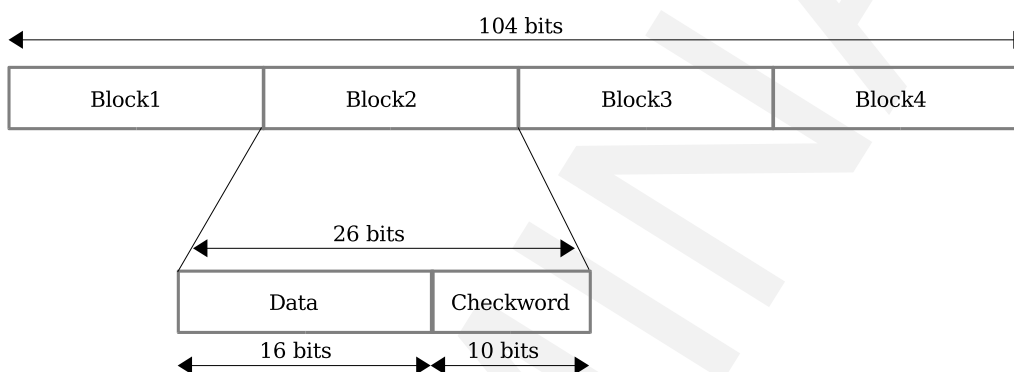 104 bits
Block1 Block2 Block3 Block4
26 bits
Data Checkword
16 bits 10 bits